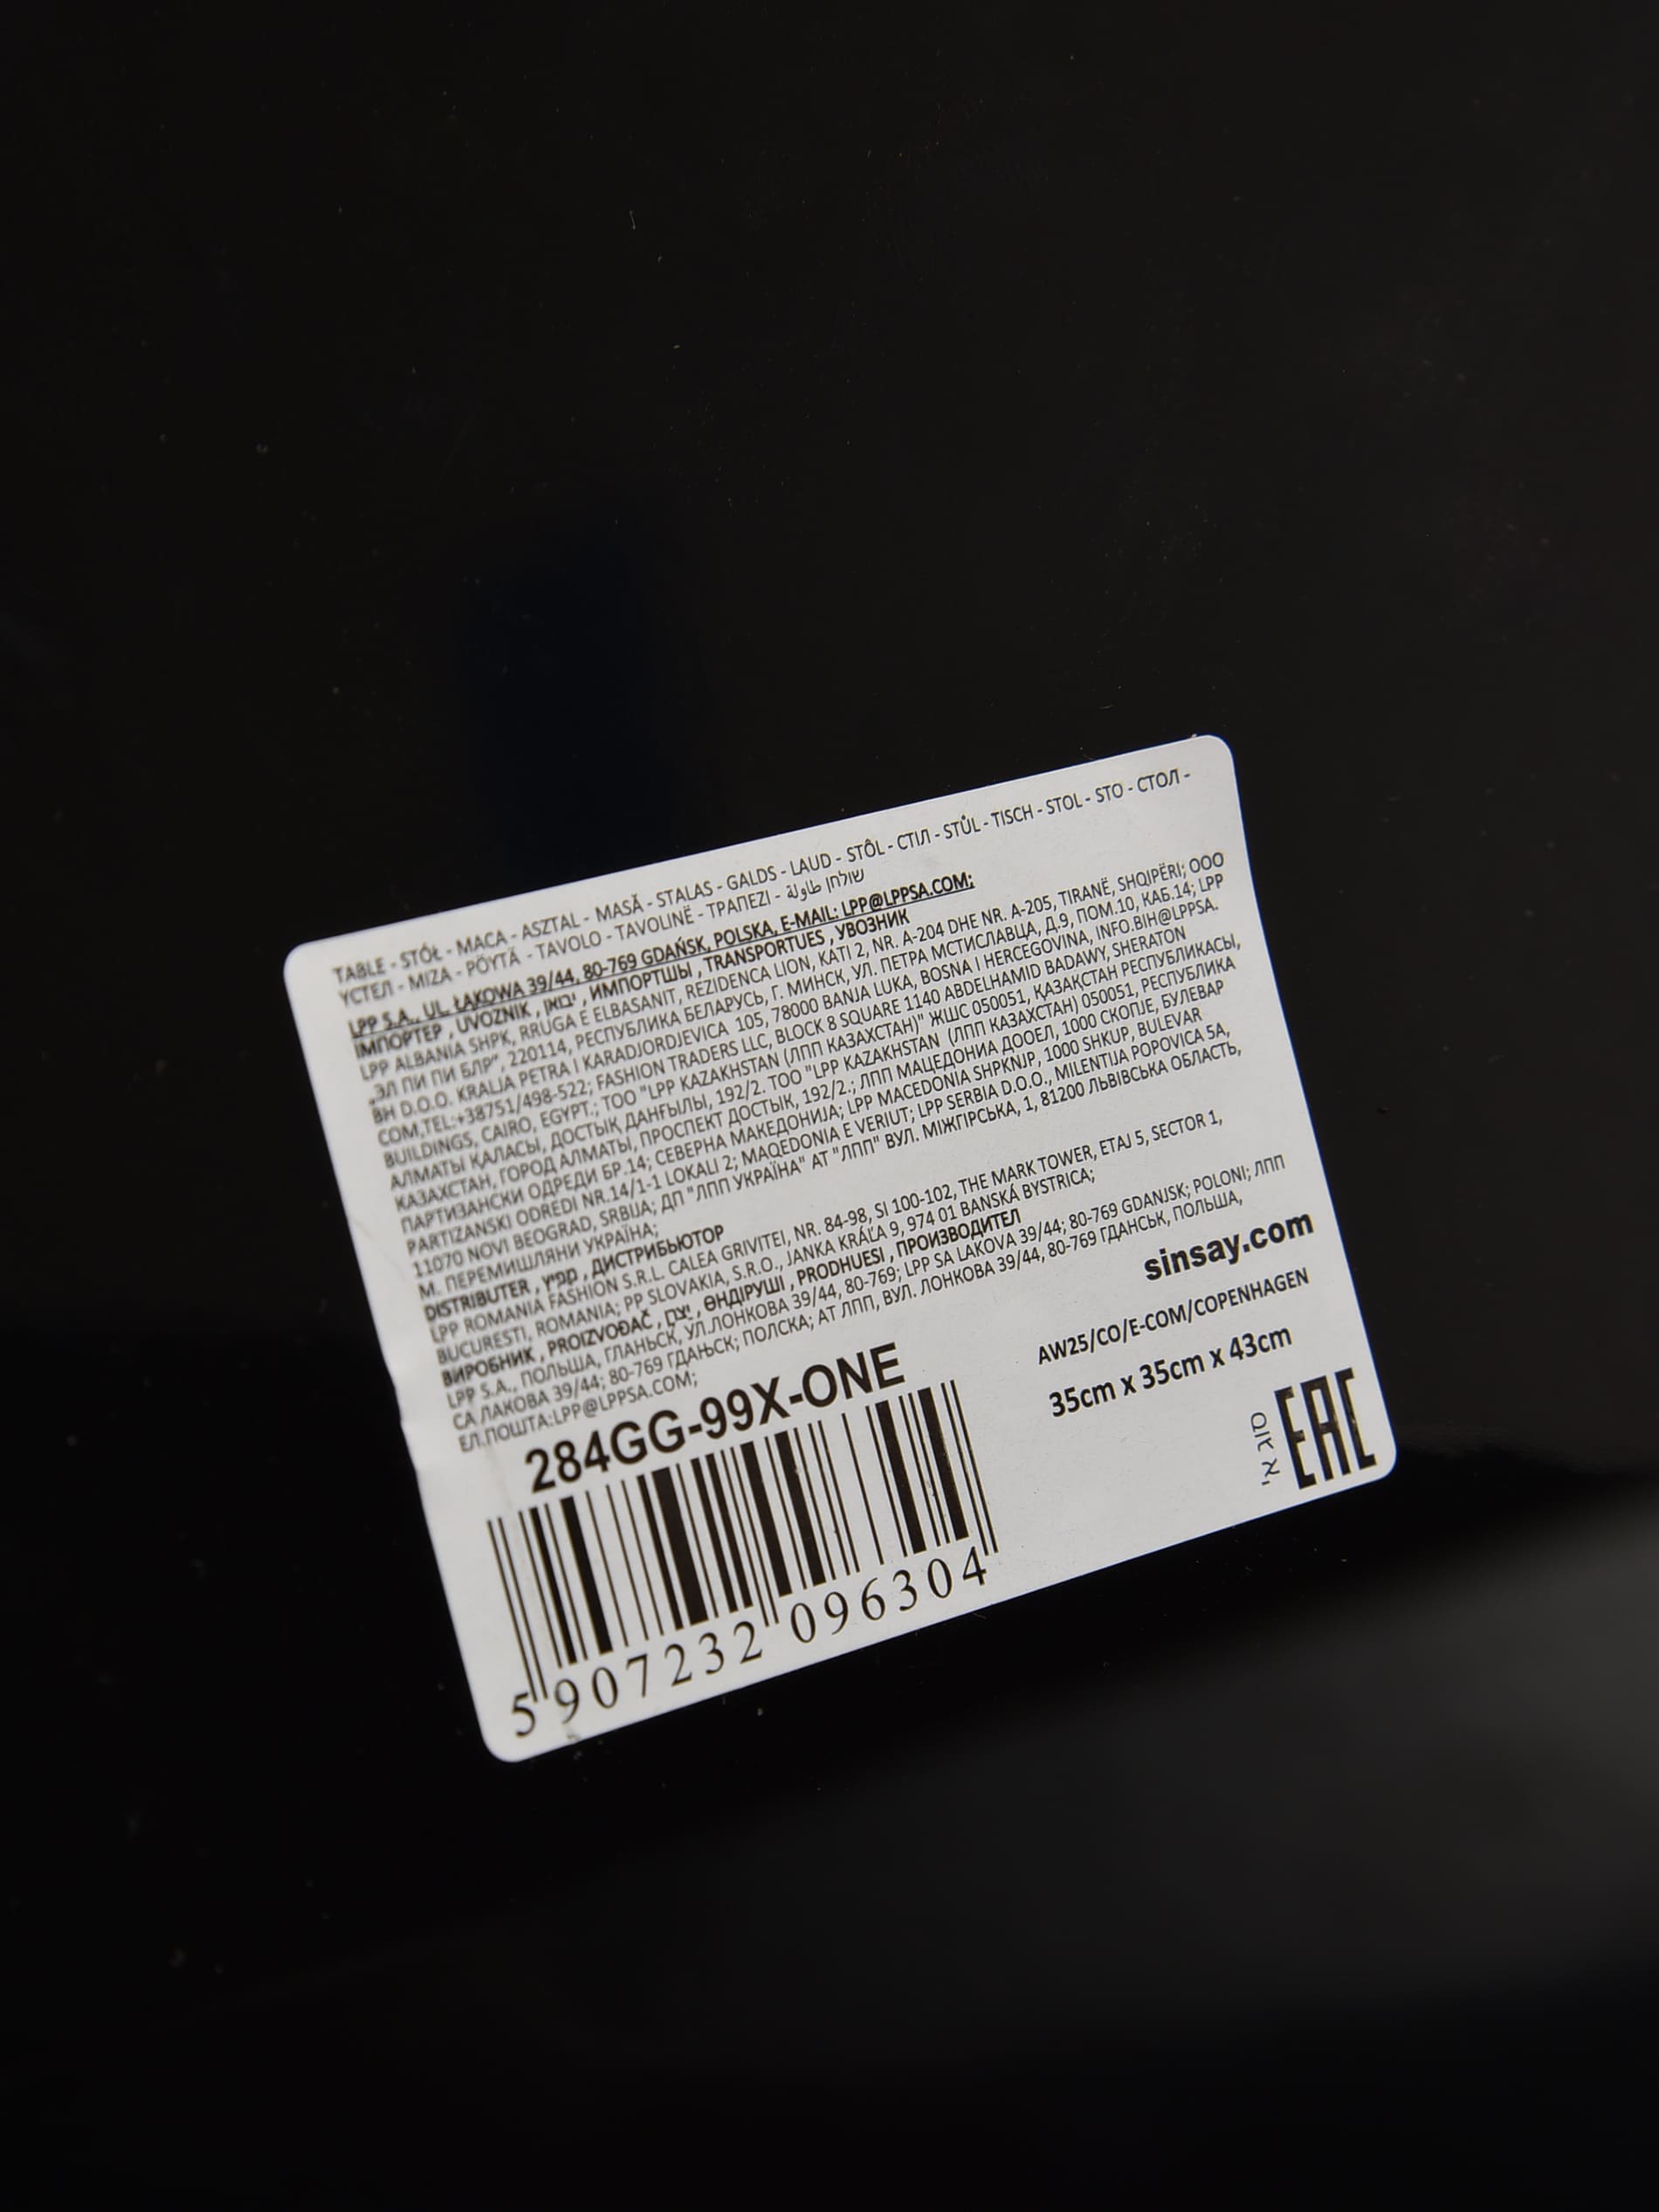 TABLE - STÓŁ - MACA - ASZTAL - MASĂ - STALAS - GALDS - LAUD - STÔL - СТІЛ - STŮL - TISCH - STOL - STO - СТОЛ -
ҮСТЕЛ - MIZA - PÖYTÄ - TAVOLO - TAVOLINË - ΤΡΑΠΕΖΙ - שולחן طاولة
LPP S.A., UL. ŁĄKOWA 39/44, 80-769 GDAŃSK, POLSKA, E-MAIL: LPP@LPPSA.COM;
ІМПОРТЕР , UVOZNIK , יבואן , ИМПОРТШЫ , TRANSPORTUES , УВОЗНИК
LPP ALBANIA SHPK, RRUGA E ELBASANIT, REZIDENCA LION, KATI 2, NR. A-204 DHE NR. A-205, TIRANË, SHQIPËRI; ООО
„ЭЛ ПИ ПИ БЛР", 220114, РЕСПУБЛИКА БЕЛАРУСЬ, Г. МИНСК, УЛ. ПЕТРА МСТИСЛАВЦА, Д.9, ПОМ.10, КАБ.14; LPP
BH D.O.O. KRALJA PETRA I KARADJORDJEVICA 105, 78000 BANJA LUKA, BOSNA I HERCEGOVINA, INFO.BIH@LPPSA.
COM,TEL:+38751/498-522; FASHION TRADERS LLC, BLOCK 8 SQUARE 1140 ABDELHAMID BADAWY, SHERATON
BUILDINGS, CAIRO, EGYPT.; ТОО "LPP KAZAKHSTAN (ЛПП КАЗАХСТАН)" ЖШС 050051, ҚАЗАҚСТАН РЕСПУБЛИКАСЫ,
АЛМАТЫ ҚАЛАСЫ, ДОСТЫҚ ДАНҒЫЛЫ, 192/2. ТОО "LPP KAZAKHSTAN (ЛПП КАЗАХСТАН) 050051, РЕСПУБЛИКА
КАЗАХСТАН, ГОРОД АЛМАТЫ, ПРОСПЕКТ ДОСТЫК, 192/2.; ЛПП МАЦЕДОНИА ДООЕЛ, 1000 СКОПЈЕ, БУЛЕВАР
ПАРТИЗАНСКИ ОДРЕДИ БР.14; СЕВЕРНА МАКЕДОНИЈА; LPP MACEDONIA SHPKNJP, 1000 SHKUP, BULEVAR
PARTIZANSKI ODREDI NR.14/1-1 LOKALI 2; MAQEDONIA E VERIUT; LPP SERBIA D.O.O., MILENTIJA POPOVICA 5A,
11070 NOVI BEOGRAD, SRBIJA; ДП "ЛПП УКРАЇНА" АТ "ЛПП" ВУЛ. МІЖГІРСЬКА, 1, 81200 ЛЬВІВСЬКА ОБЛАСТЬ,
М. ПЕРЕМИШЛЯНИ УКРАЇНА;
DISTRIBUTER , מפיץ , ДИСТРИБЬЮТОР
LPP ROMANIA FASHION S.R.L. CALEA GRIVITEI, NR. 84-98, SI 100-102, THE MARK TOWER, ETAJ 5, SECTOR 1,
BUCURESTI, ROMANIA; PP SLOVAKIA, S.R.O., JANKA KRÁĽA 9, 974 01 BANSKÁ BYSTRICA;
ВИРОБНИК , PROIZVOĐAČ , יצרן , ӨНДІРУШІ , PRODHUESI , ПРОИЗВОДИТЕЛ
LPP S.A., ПОЛЬША, ГДАНЬСК, УЛ.ЛОНКОВА 39/44, 80-769; LPP SA LAKOVA 39/44; 80-769 GDANJSK; POLONI; ЛПП
СА ЛАКОВА 39/44; 80-769 ГДАЊСК; ПОЛСКА; АТ ЛПП, ВУЛ. ЛОНКОВА 39/44, 80-769 ГДАНСЬК, ПОЛЬША,
ЕЛ.ПОШТА:LPP@LPPSA.COM;
sinsay.com
284GG-99X-ONE
AW25/CO/E-COM/COPENHAGEN
35cm x 35cm x 43cm
5 907232 096304
סוג א'
EAC